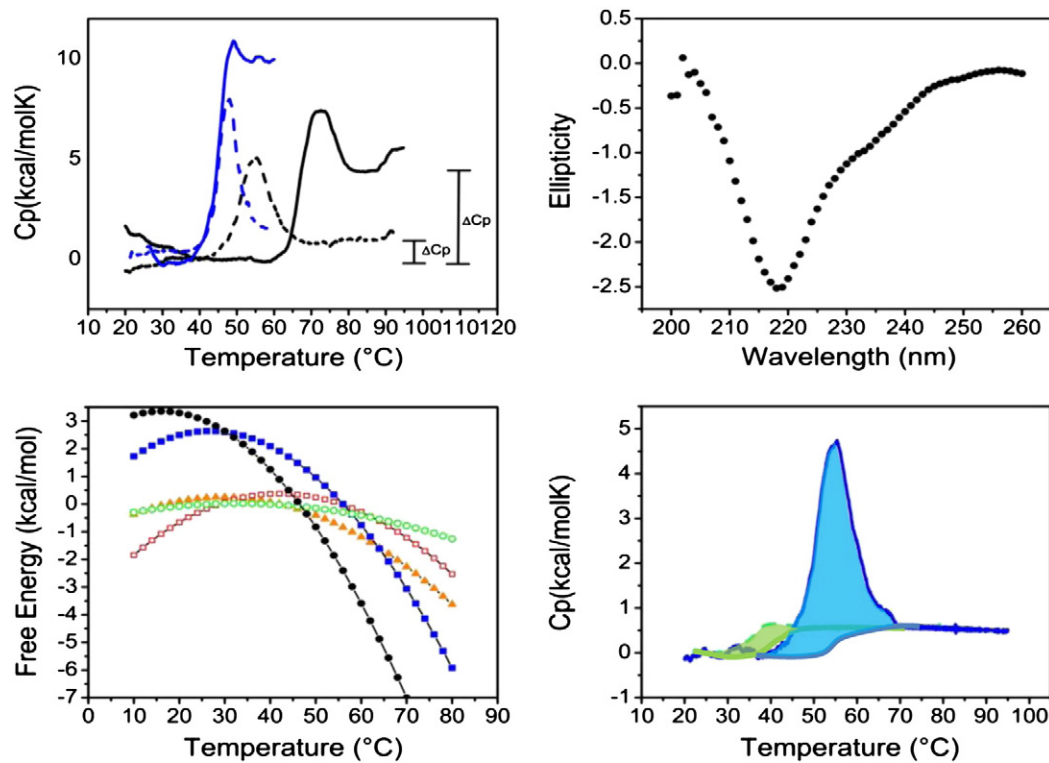 Cp(kcal/molK)
10
5
0
ΔCp
ΔCp
10 20 30 40 50 60 70 80 90 100 110 120
Temperature (°C)
Ellipticity
0.0
-0.5
-1.0
-1.5
-2.0
-2.5
200 210 220 230 240 250 260
Wavelength (nm)
Free Energy (kcal/mol)
3
2
1
0
-1
-2
-3
-4
-5
-6
-7
0 10 20 30 40 50 60 70 80 90
Temperature (°C)
Cp(kcal/molK)
5
4
3
2
1
0
-1
10 20 30 40 50 60 70 80 90 100
Temperature (°C)